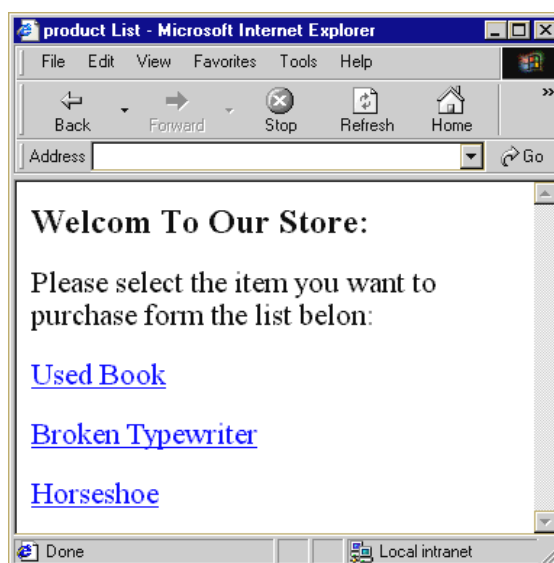 product List - Microsoft Internet Explorer
File Edit View Favorites Tools Help
Back Forward Stop Refresh Home »
Address Go
Welcom To Our Store:
Please select the item you want to
purchase form the list belon:
Used Book
Broken Typewriter
Horseshoe
Done Local intranet